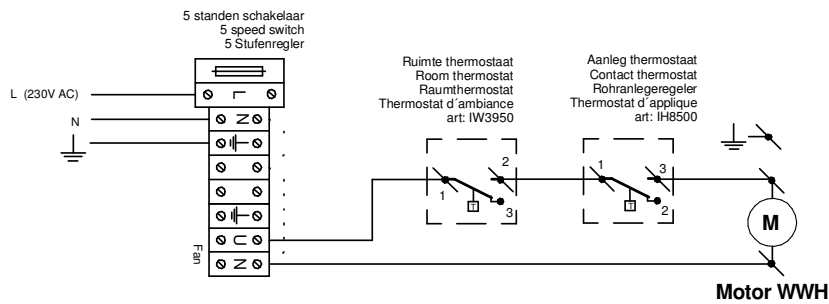 5 standen schakelaar
5 speed switch
5 Stufenregler
L (230V AC)
L
N
N
Fan
U
N
Ruimte thermostaat
Room thermostat
Raumthermostat
Thermostat d´ambiance
art: IW3950
1
2
3
T
Aanleg thermostaat
Contact thermostat
Rohranlegeregeler
Thermostat d´applique
art: IH8500
1
3
2
T
M
Motor WWH